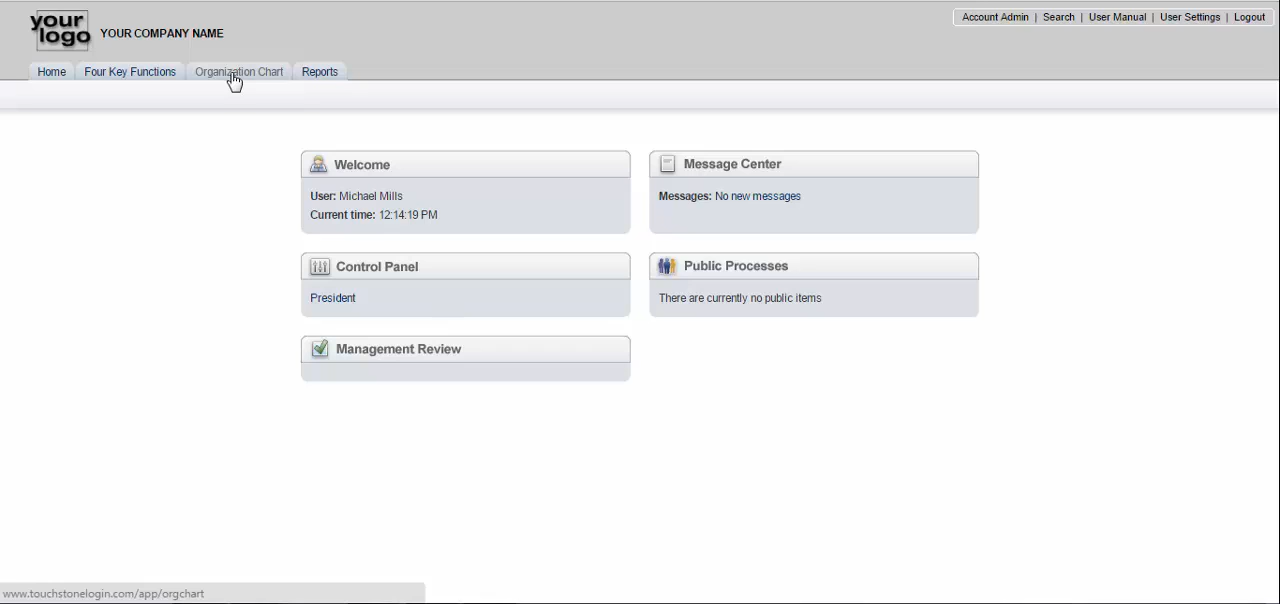 Account Admin | Search | User Manual | User Settings | Logout
your
logo
YOUR COMPANY NAME
Home Four Key Functions Organization Chart Reports
Welcome
User: Michael Mills
Current time: 12:14:19 PM
Message Center
Messages: No new messages
Control Panel
President
Public Processes
There are currently no public items
Management Review
www.touchstonelogin.com/app/orgchart